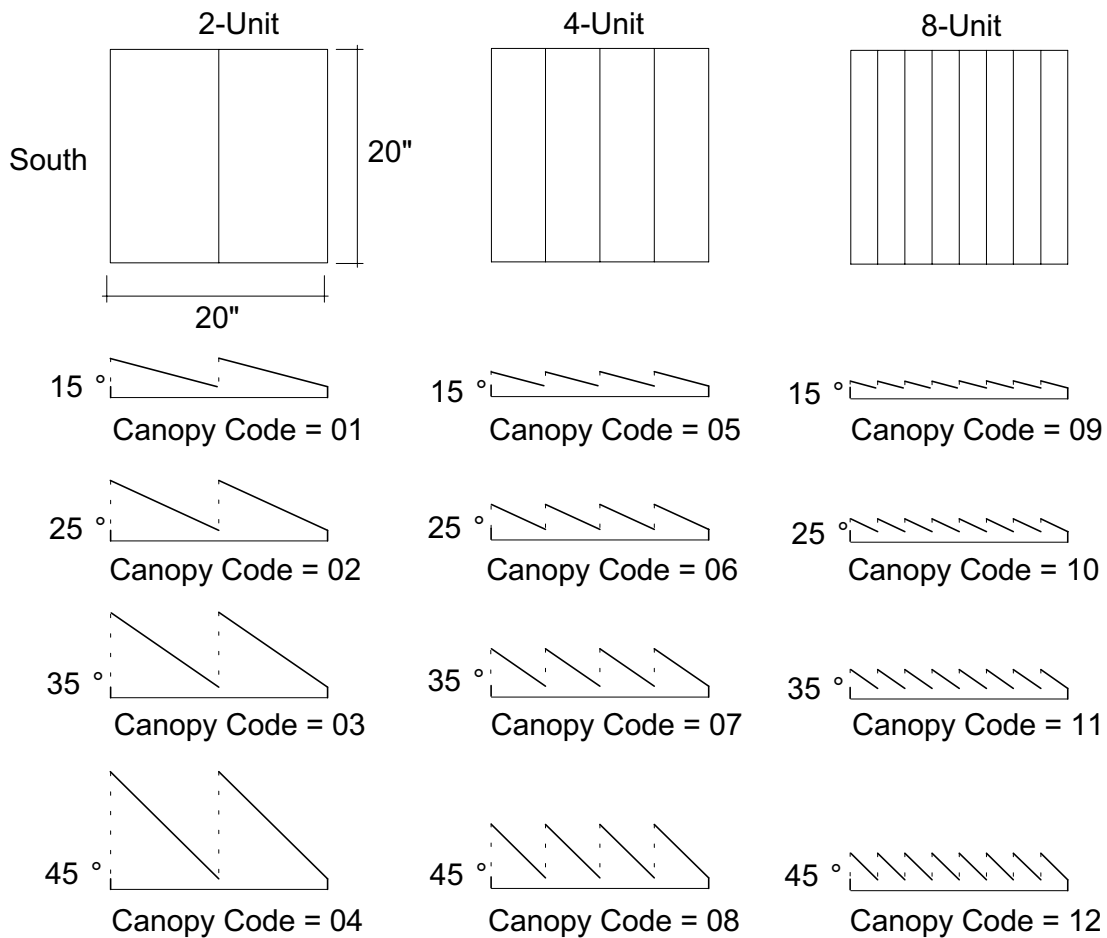 2-Unit 4-Unit 8-Unit
South 20"
20"
15 ° 15 ° 15 °
Canopy Code = 01 Canopy Code = 05 Canopy Code = 09
25 ° 25 ° 25 °
Canopy Code = 02 Canopy Code = 06 Canopy Code = 10
35 ° 35 ° 35 °
Canopy Code = 03 Canopy Code = 07 Canopy Code = 11
45 ° 45 ° 45 °
Canopy Code = 04 Canopy Code = 08 Canopy Code = 12